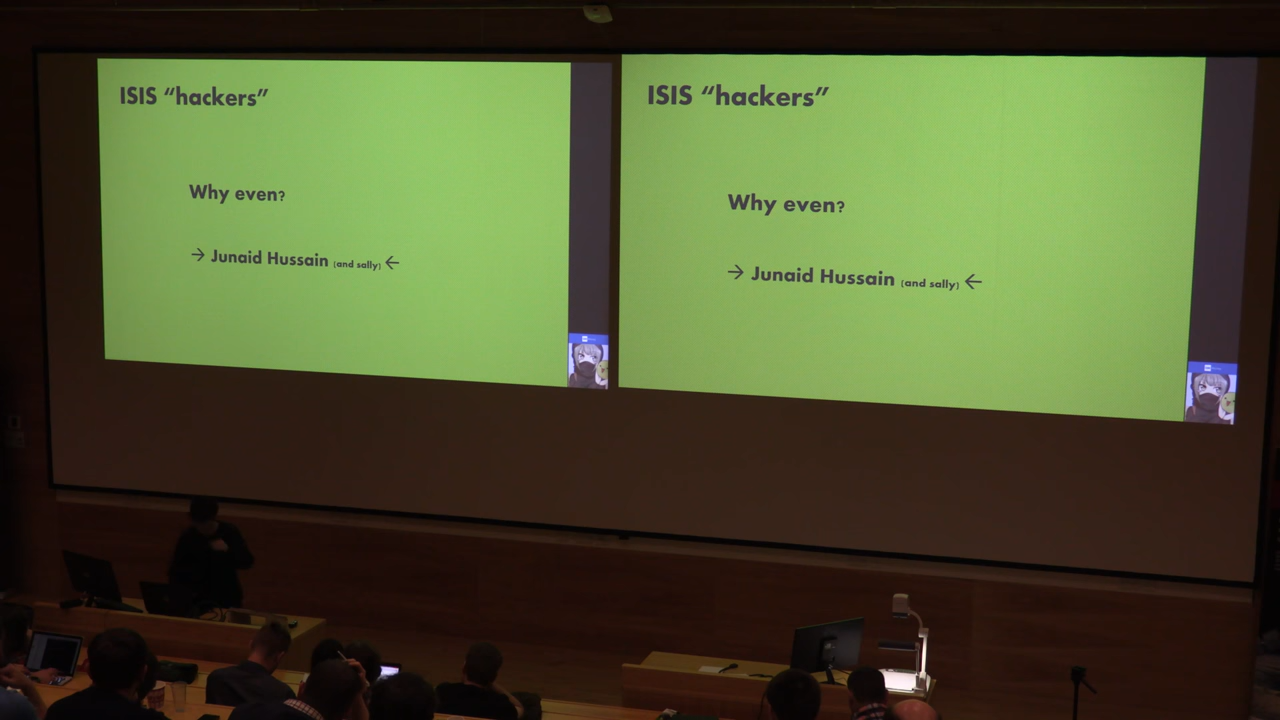 ISIS “hackers”
Why even?
→ Junaid Hussain (and sally) ←
ISIS “hackers”
Why even?
→ Junaid Hussain (and sally) ←